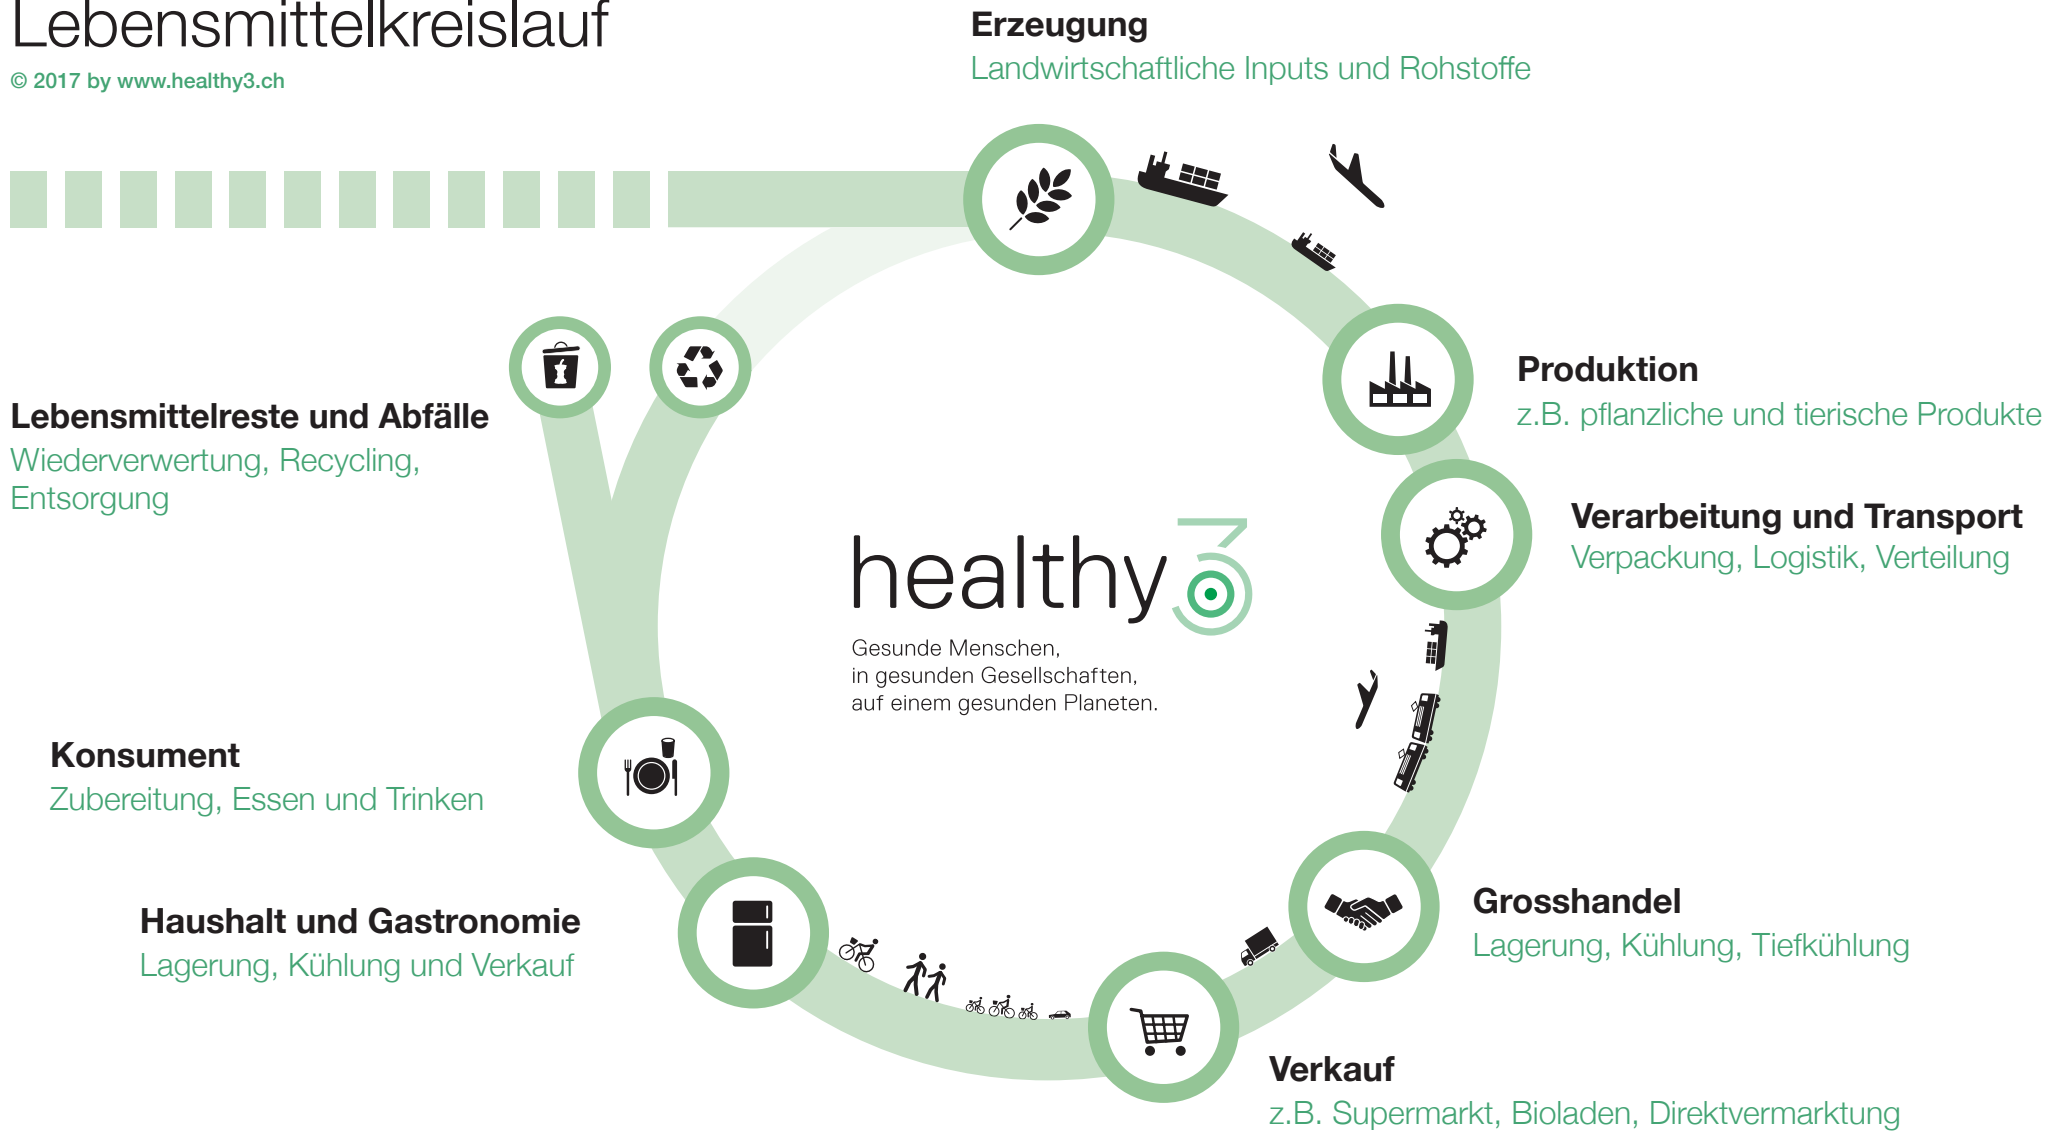 Lebensmittelkreislauf
© 2017 by www.healthy3.ch
Erzeugung
Landwirtschaftliche Inputs und Rohstoffe
Produktion
z.B. pflanzliche und tierische Produkte
Verarbeitung und Transport
Verpackung, Logistik, Verteilung
Grosshandel
Lagerung, Kühlung, Tiefkühlung
Verkauf
z.B. Supermarkt, Bioladen, Direktvermarktung
Haushalt und Gastronomie
Lagerung, Kühlung und Verkauf
Konsument
Zubereitung, Essen und Trinken
Lebensmittelreste und Abfälle
Wiederverwertung, Recycling,
Entsorgung
healthy3
Gesunde Menschen,
in gesunden Gesellschaften,
auf einem gesunden Planeten.